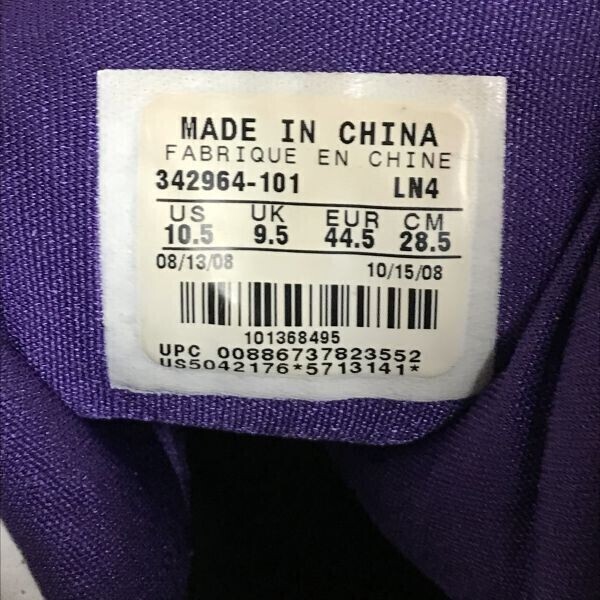 MADE IN CHINA
FABRIQUE EN CHINE
342964-101 LN4
US UK EUR CM
10.5 9.5 44.5 28.5
08/13/08 10/15/08
101368495
UPC 00886737823552
US5042176*5713141*